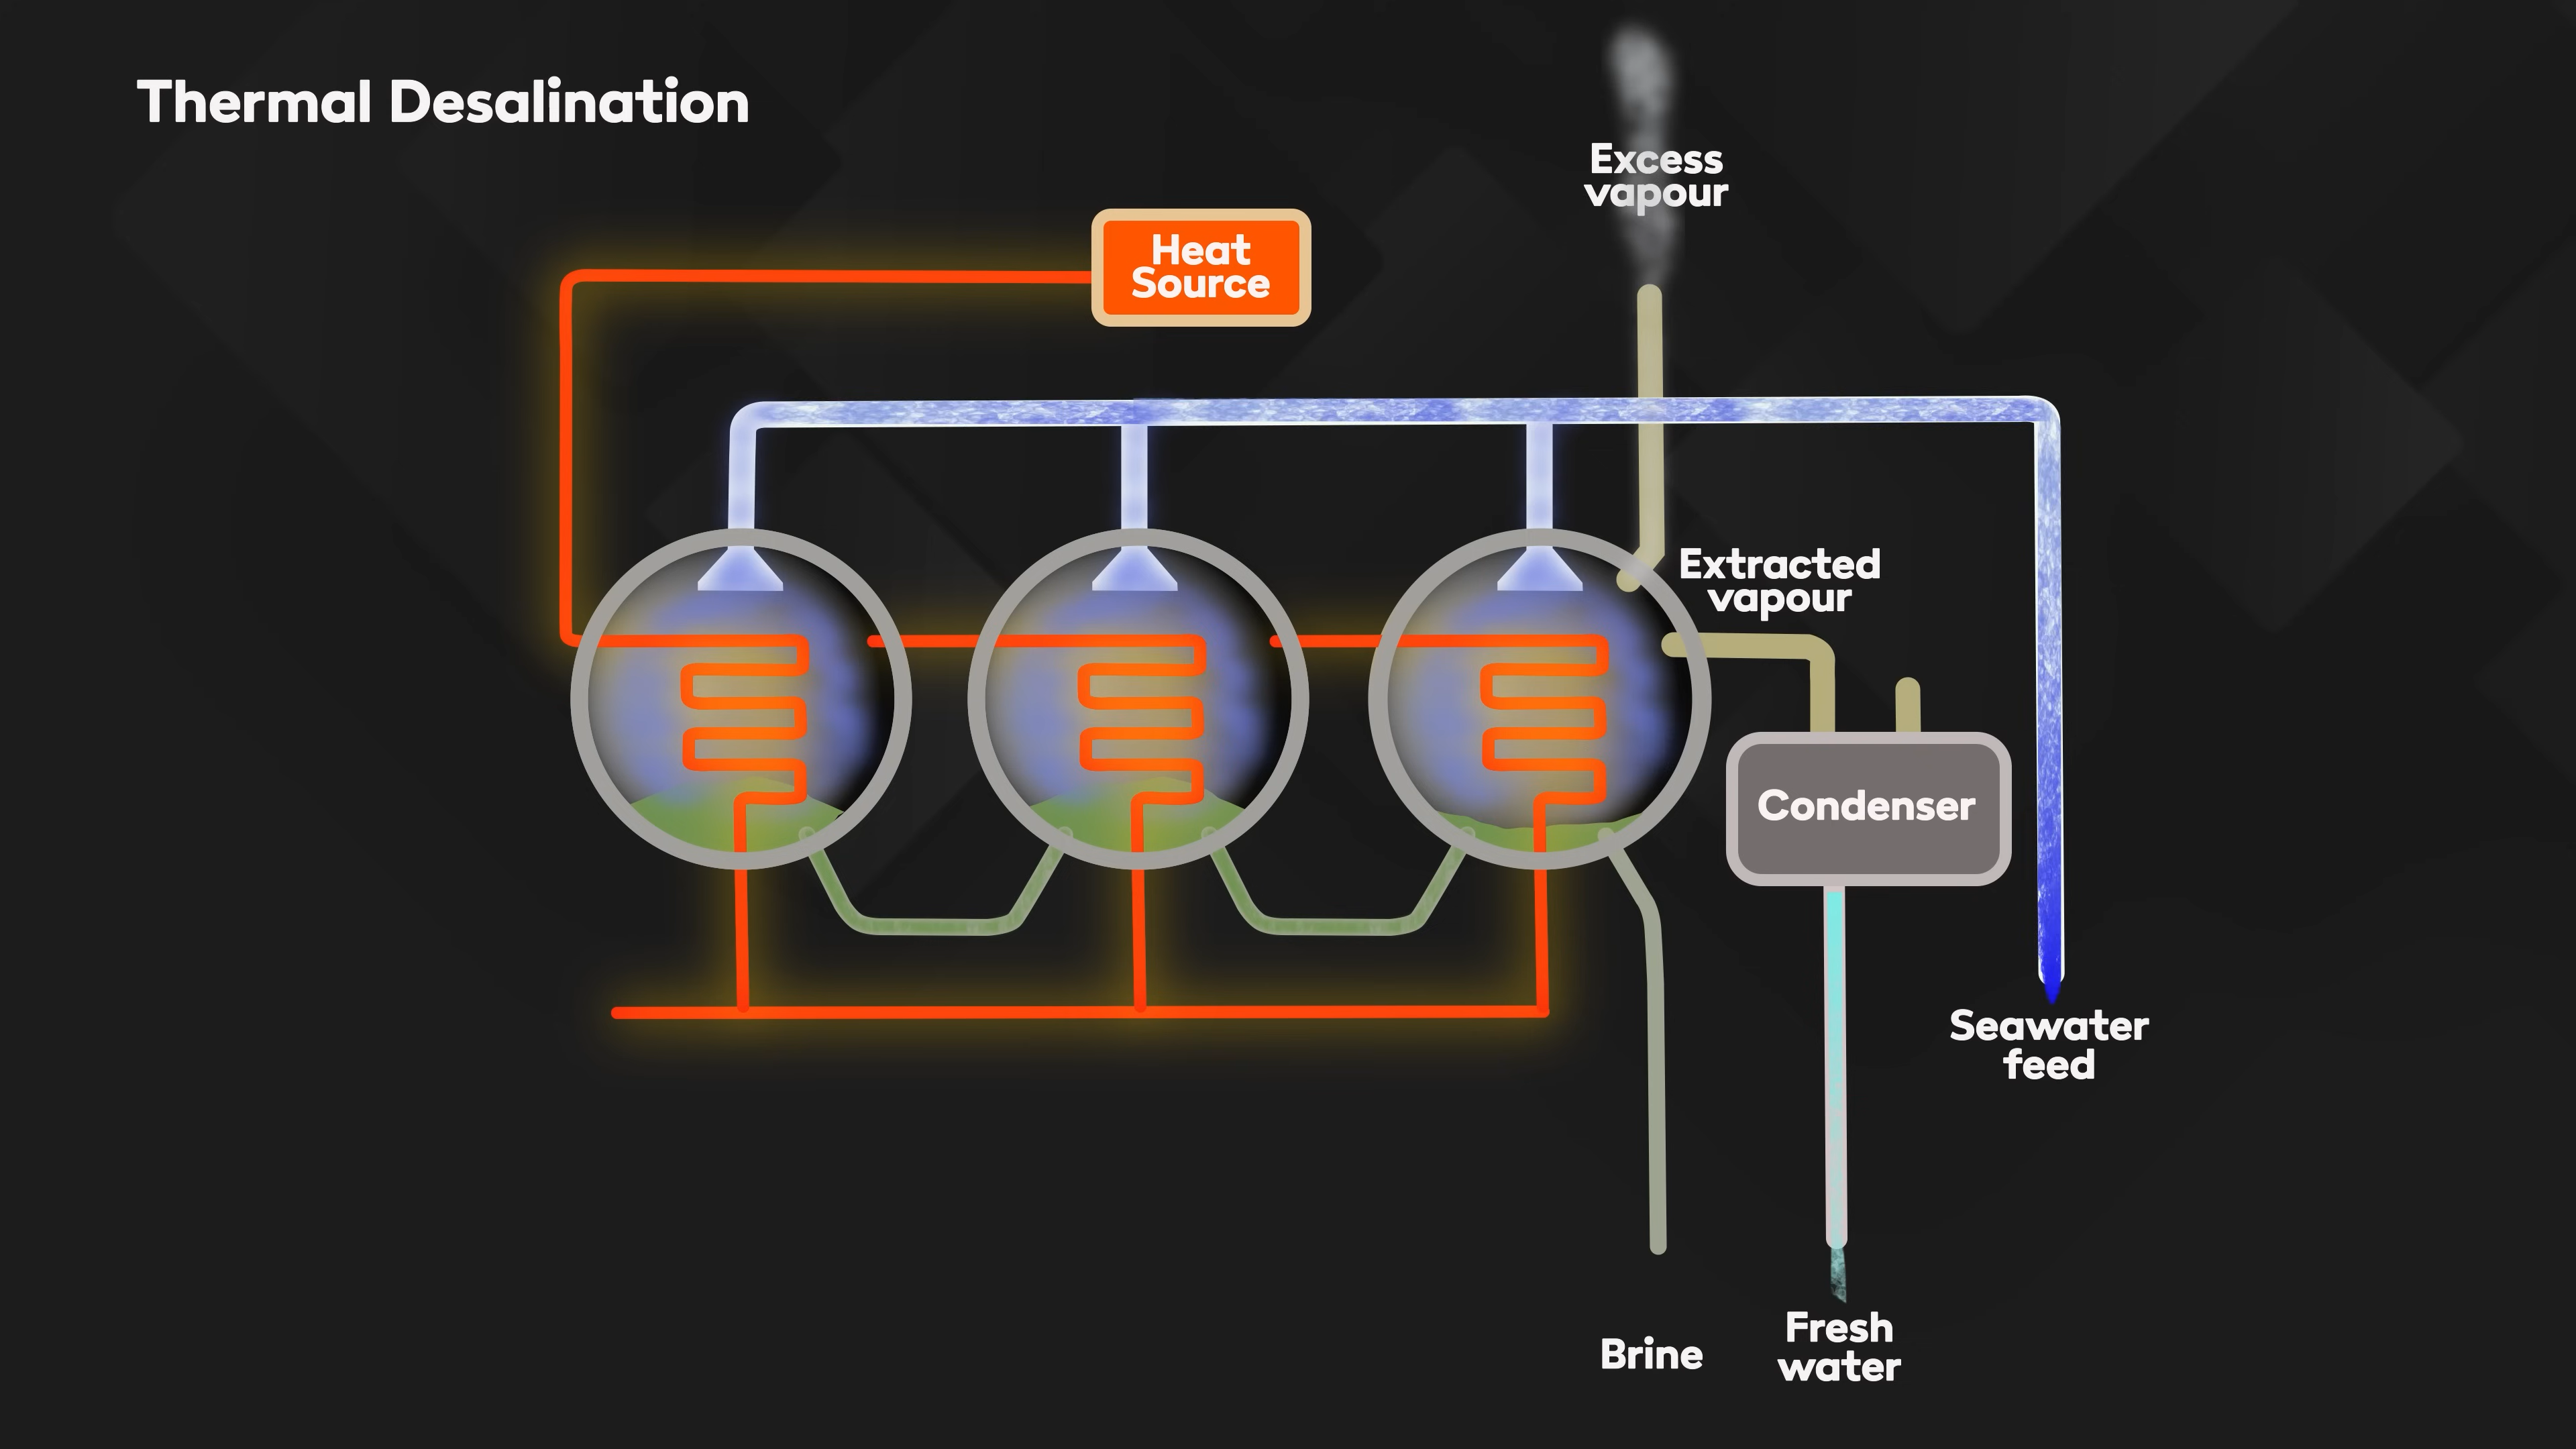 Thermal Desalination
Excess
vapour
Heat
Source
Extracted
vapour
Condenser
Seawater
feed
Brine
Fresh
water